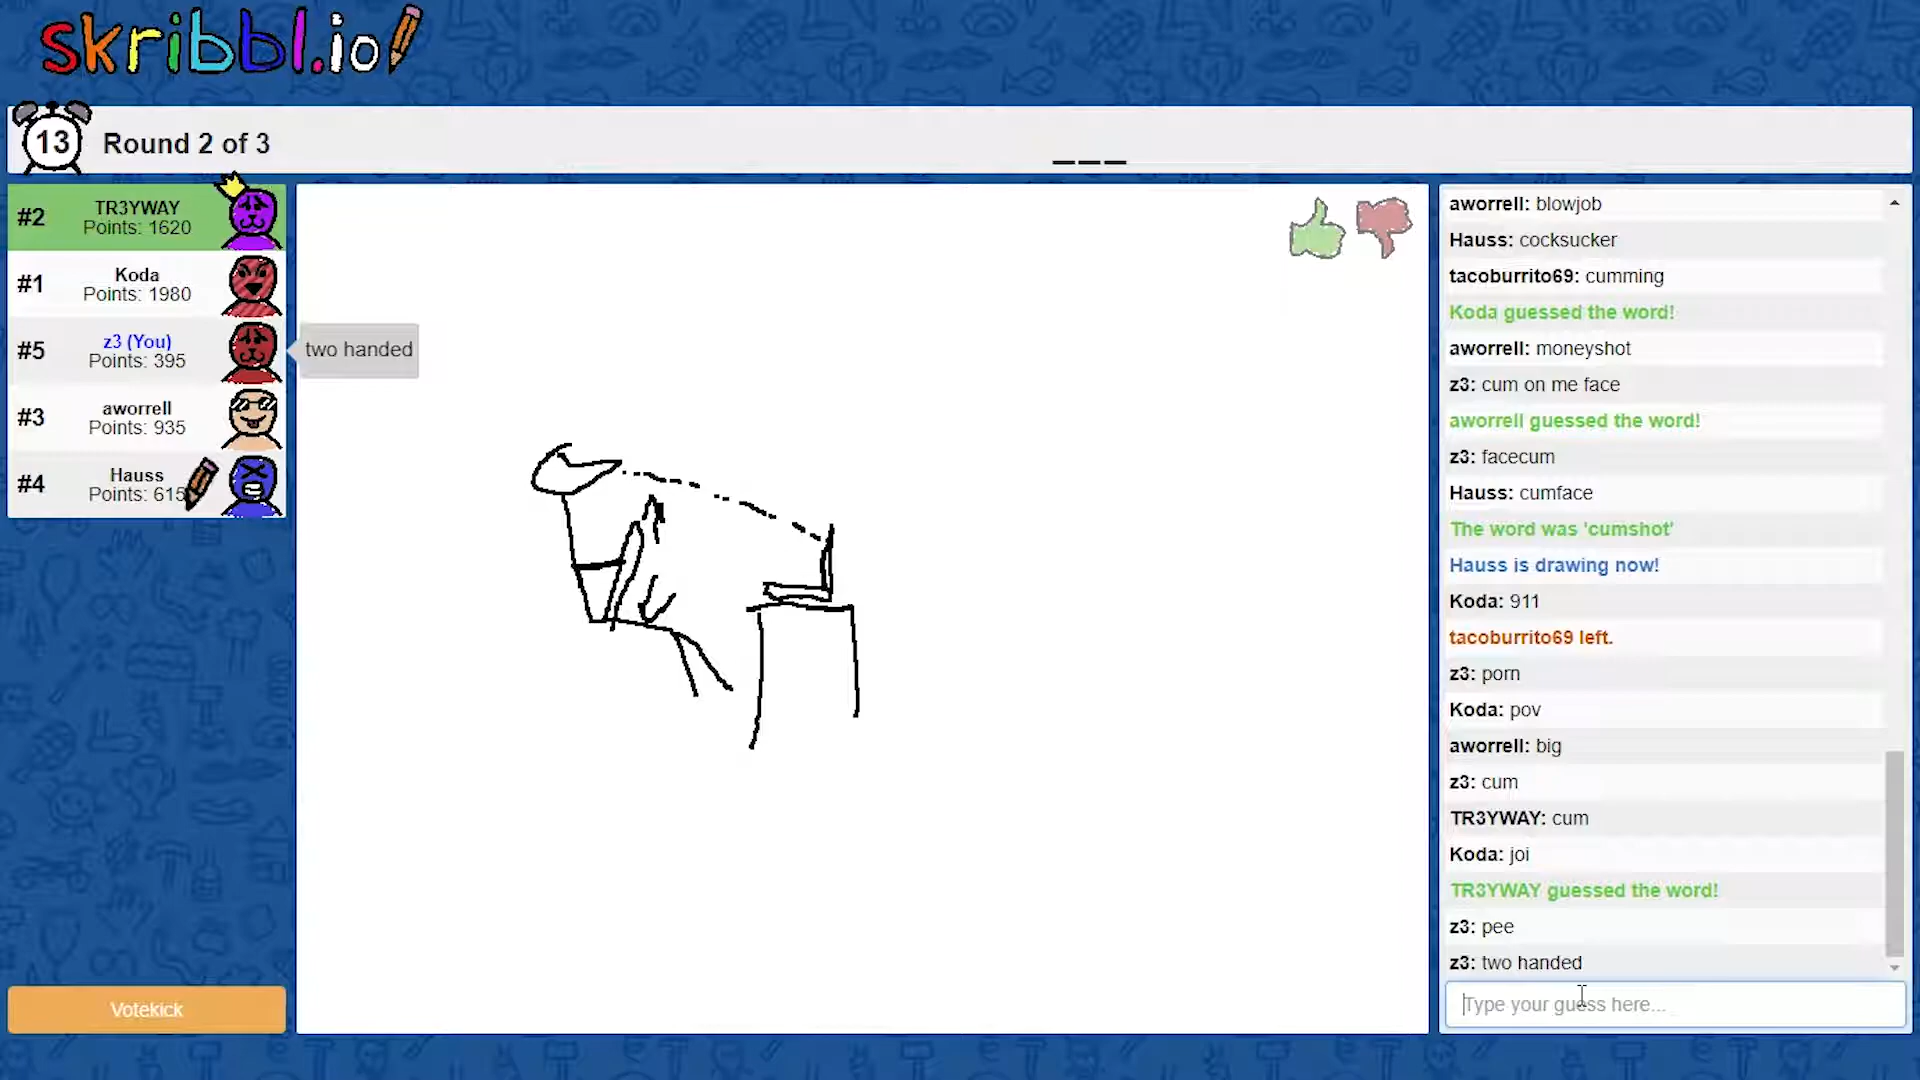 skribbl.io
13
Round 2 of 3
___
#2
TR3YWAY
Points: 1620
#1
Koda
Points: 1980
#5
z3 (You)
Points: 395
two handed
#3
aworrell
Points: 935
#4
Hauss
Points: 615
Votekick
aworrell: blowjob
Hauss: cocksucker
tacoburrito69: cumming
Koda guessed the word!
aworrell: moneyshot
z3: cum on me face
aworrell guessed the word!
z3: facecum
Hauss: cumface
The word was 'cumshot'
Hauss is drawing now!
Koda: 911
tacoburrito69 left.
z3: porn
Koda: pov
aworrell: big
z3: cum
TR3YWAY: cum
Koda: joi
TR3YWAY guessed the word!
z3: pee
z3: two handed
Type your guess here...